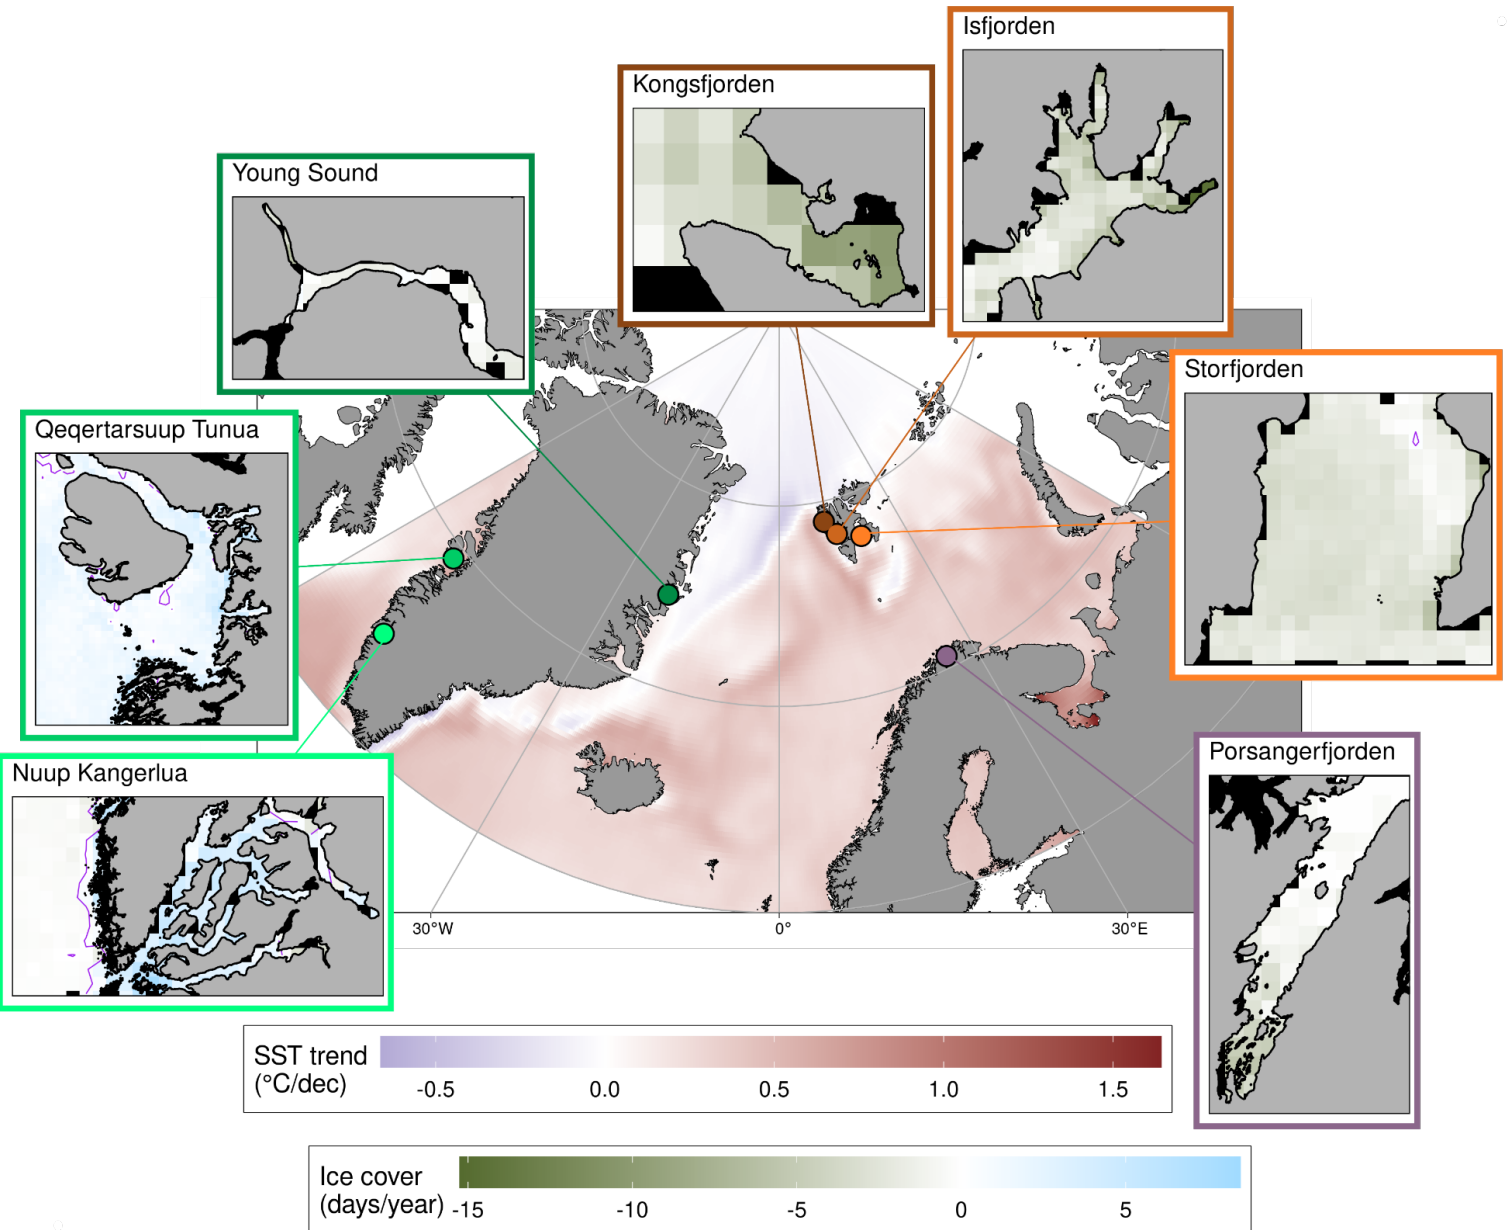 Isfjorden
Kongsfjorden
Young Sound
Storfjorden
Qeqertarsuup Tunua
Porsangerfjorden
Nuup Kangerlua
30°W
0°
30°E
SST trend
(°C/dec)
-0.5
0.0
0.5
1.0
1.5
Ice cover
(days/year)
-15
-10
-5
0
5